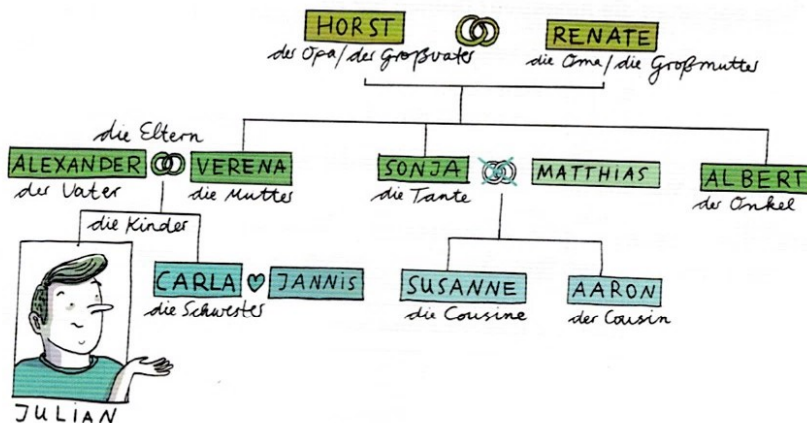 HORST
RENATE
der Opa/der Großvater
die Oma/die Großmutter
die Eltern
ALEXANDER
VERENA
SONJA
MATTHIAS
ALBERT
der Vater
die Mutter
die Tante
der Onkel
die Kinder
CARLA
JANNIS
SUSANNE
AARON
die Schwester
die Cousine
der Cousin
JULIAN